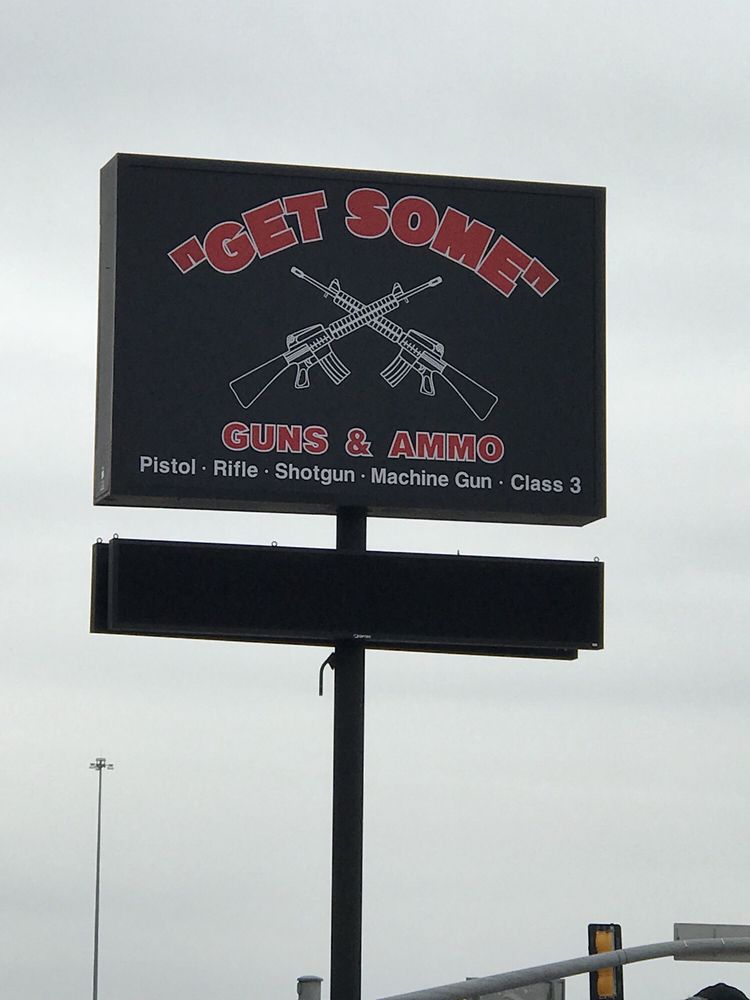 "GET SOME"
GUNS & AMMO
Pistol · Rifle · Shotgun · Machine Gun · Class 3